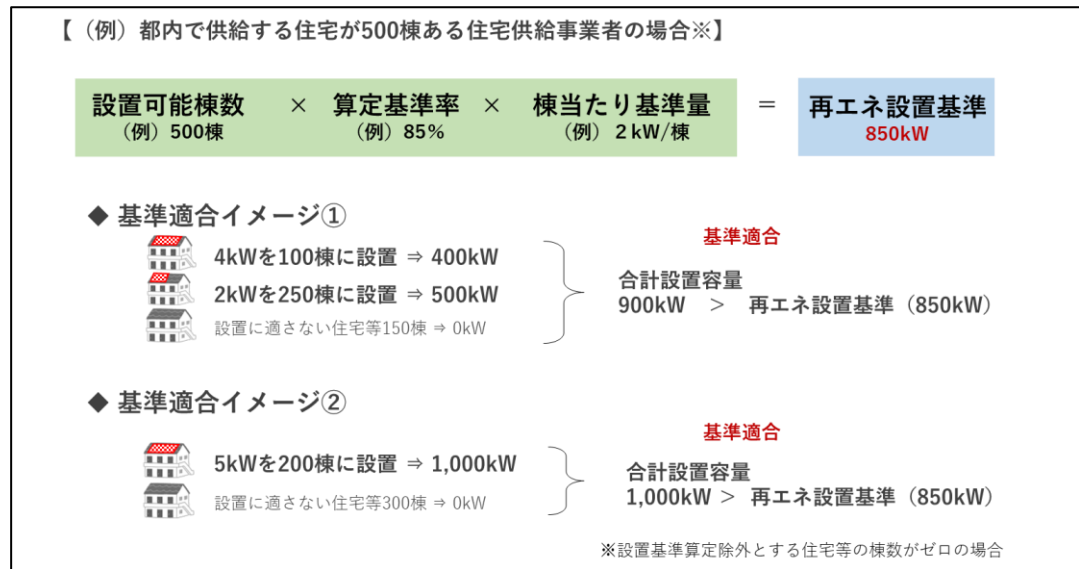 【（例）都内で供給する住宅が500棟ある住宅供給事業者の場合※】
設置可能棟数 × 算定基準率 × 棟当たり基準量 = 再エネ設置基準
（例）500棟 （例）85% （例）２kW/棟 850kW
◆ 基準適合イメージ①
4kWを100棟に設置 ⇒ 400kW
2kWを250棟に設置 ⇒ 500kW
設置に適さない住宅等150棟 ⇒ 0kW
基準適合
合計設置容量
900kW ＞ 再エネ設置基準（850kW）
◆ 基準適合イメージ②
5kWを200棟に設置 ⇒ 1,000kW
設置に適さない住宅等300棟 ⇒ 0kW
基準適合
合計設置容量
1,000kW ＞ 再エネ設置基準（850kW）
※設置基準算定除外とする住宅等の棟数がゼロの場合